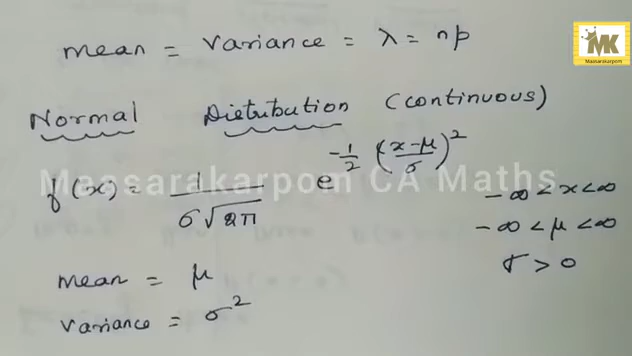 MK
Maasarakarpom
mean = variance = λ = np
Normal Distribution (continuous)
f(x) = 1/(σ√2π) e^(-1/2 ((x-μ)/σ)^2)
Maasarakarpom CA Maths
-∞ < x < ∞
-∞ < μ < ∞
σ > 0
mean = μ
variance = σ²